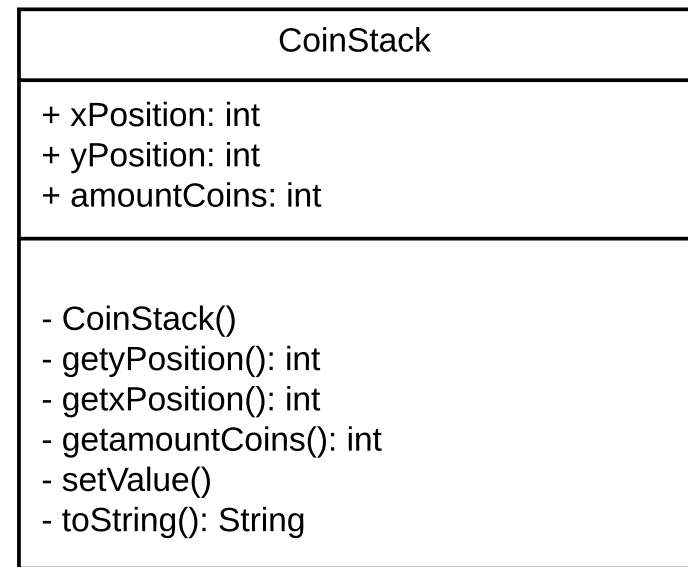 CoinStack
+ xPosition: int
+ yPosition: int
+ amountCoins: int
- CoinStack()
- getyPosition(): int
- getxPosition(): int
- getamountCoins(): int
- setValue()
- toString(): String